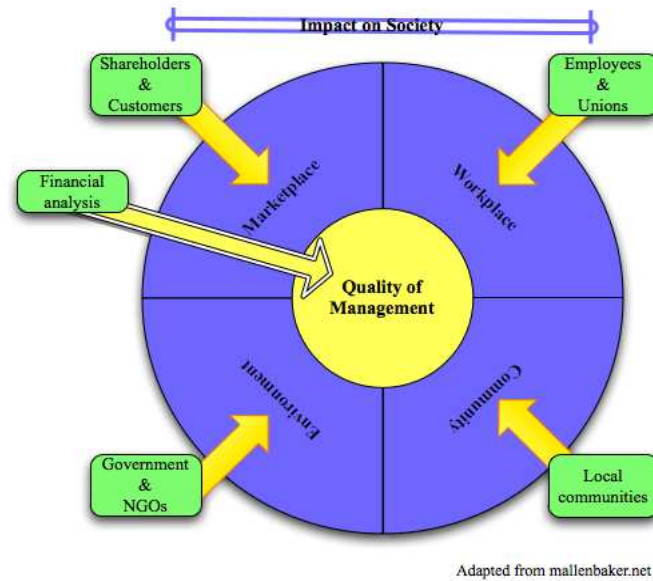 Impact on Society
Shareholders
&
Customers
Employees
&
Unions
Financial
analysis
Marketplace
Workplace
Quality of
Management
Environment
Community
Government
&
NGOs
Local
communities
Adapted from mallenbaker.net